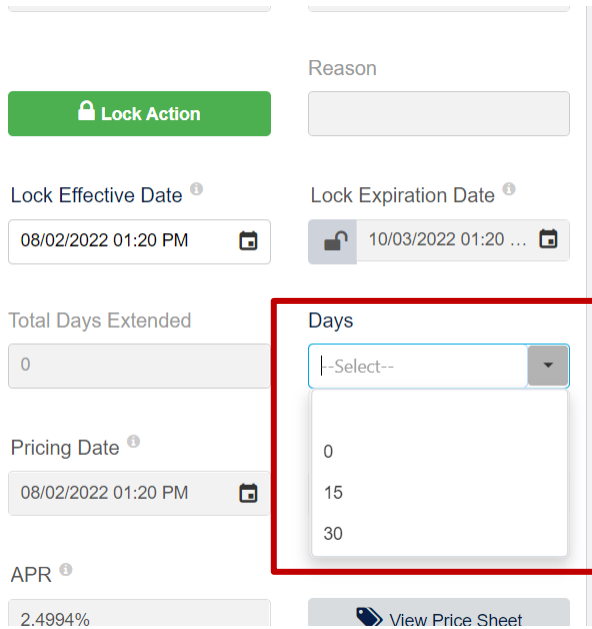 Reason
Lock Action
Lock Effective Date
Lock Expiration Date
08/02/2022 01:20 PM
10/03/2022 01:20 ...
Total Days Extended
Days
0
--Select--
0
15
30
Pricing Date
08/02/2022 01:20 PM
APR
2.4994%
View Price Sheet